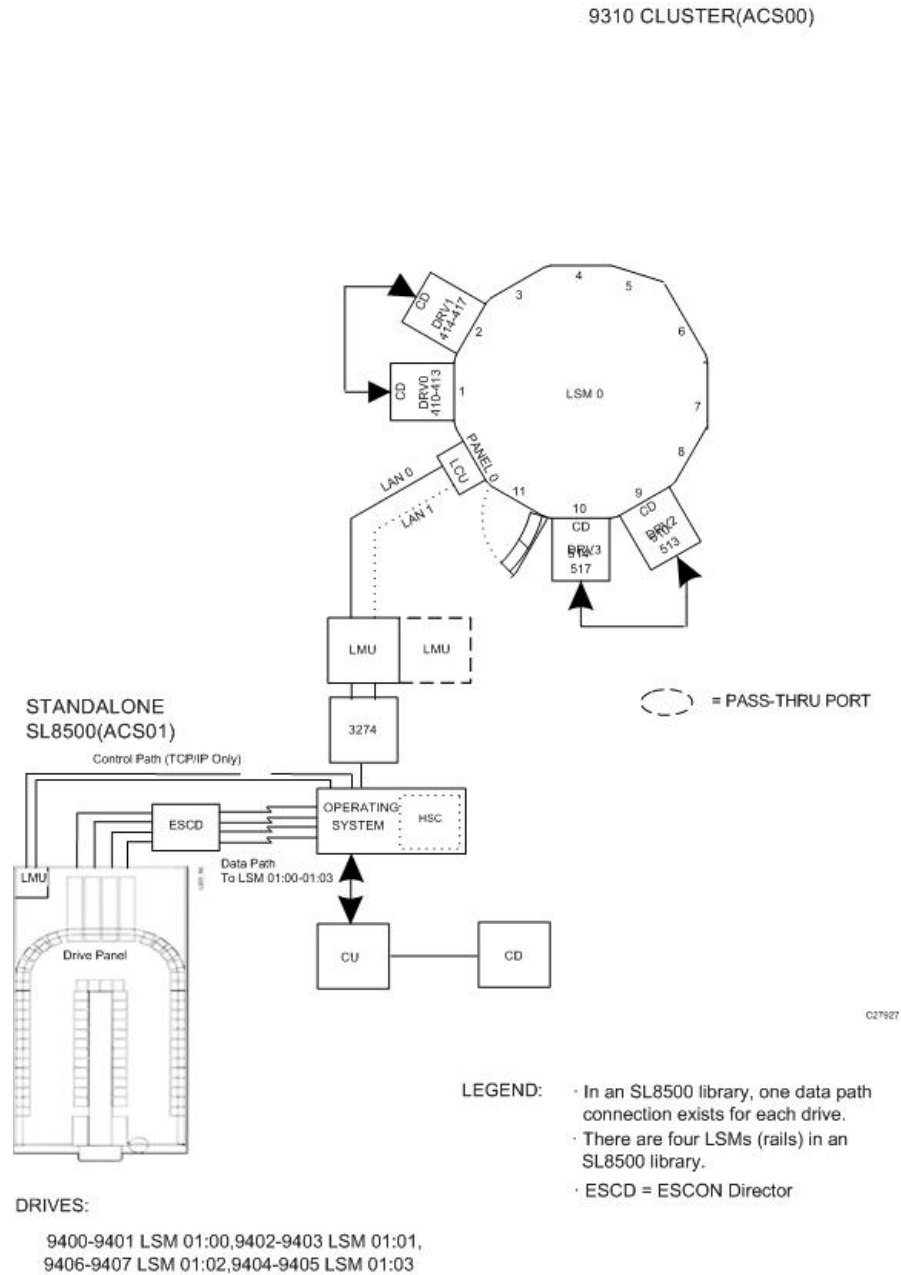 9310 CLUSTER(ACS00)
4
3
5
CD
DRV1
414-417
2
6
CD
DRV0
410-413
1
LSM 0
7
PANEL 0
LCU
8
LAN 0
11
9
LAN 1
10
CD
DRV3
514-
517
CD
DRV2
510-
513
LMU
LMU
STANDALONE
SL8500(ACS01)
= PASS-THRU PORT
3274
Control Path (TCP/IP Only)
ESCD
OPERATING
SYSTEM
HSC
LMU
Data Path
To LSM 01:00-01:03
Drive Panel
CU
CD
C27927
LEGEND:
· In an SL8500 library, one data path
connection exists for each drive.
· There are four LSMs (rails) in an
SL8500 library.
· ESCD = ESCON Director
DRIVES:
9400-9401 LSM 01:00,9402-9403 LSM 01:01,
9406-9407 LSM 01:02,9404-9405 LSM 01:03